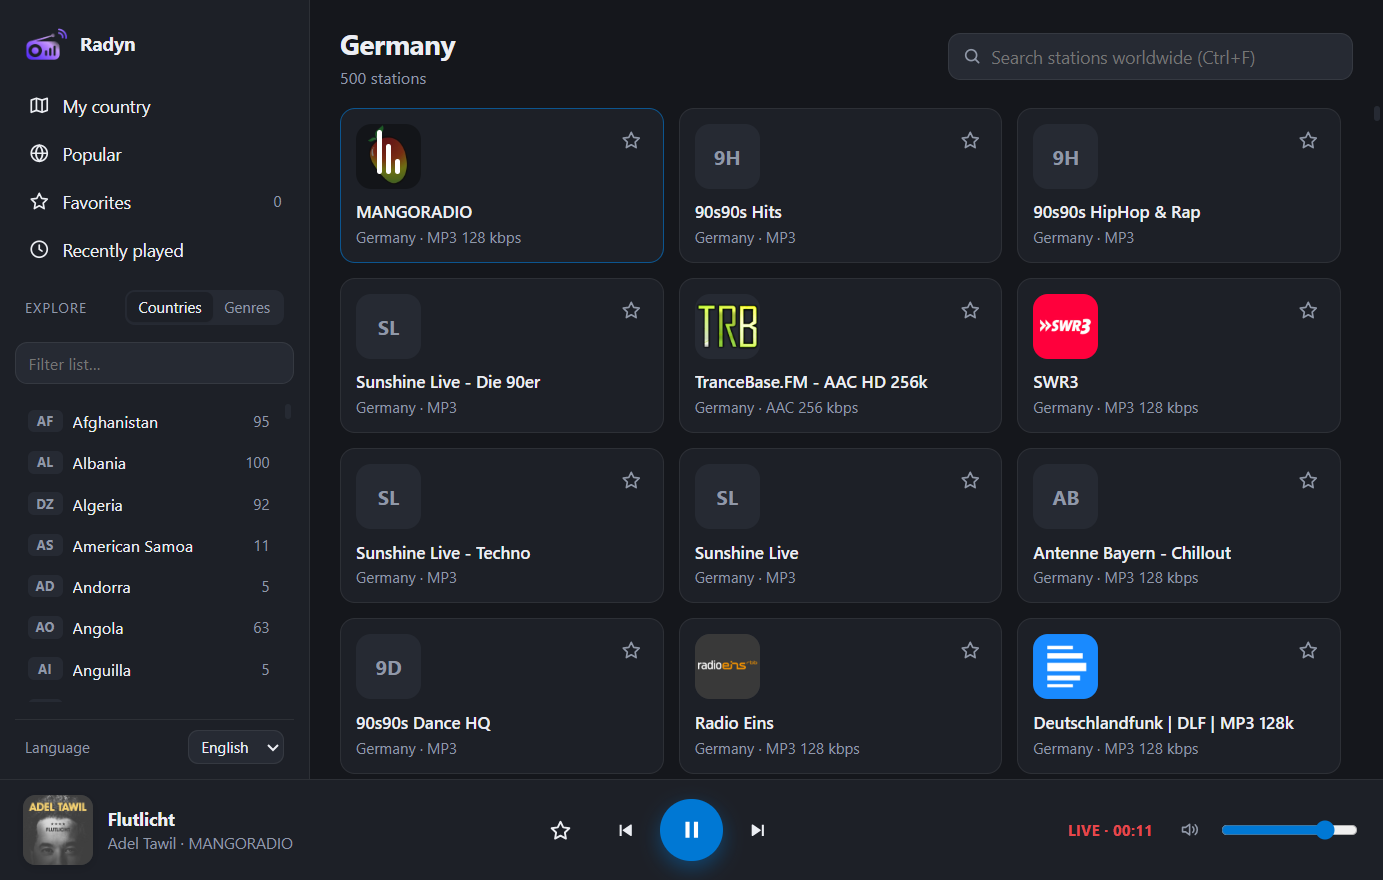 Radyn
My country
Popular
Favorites 0
Recently played
EXPLORE Countries Genres
Filter list...
AF Afghanistan 95
AL Albania 100
DZ Algeria 92
AS American Samoa 11
AD Andorra 5
AO Angola 63
AI Anguilla 5
Language English
Germany
500 stations
Search stations worldwide (Ctrl+F)
MANGORADIO
Germany · MP3 128 kbps
9H
90s90s Hits
Germany · MP3
9H
90s90s HipHop & Rap
Germany · MP3
SL
Sunshine Live - Die 90er
Germany · MP3
TRB
TranceBase.FM - AAC HD 256k
Germany · AAC 256 kbps
SWR3
SWR3
Germany · MP3 128 kbps
SL
Sunshine Live - Techno
Germany · MP3
SL
Sunshine Live
Germany · MP3
AB
Antenne Bayern - Chillout
Germany · MP3 128 kbps
9D
90s90s Dance HQ
Germany · MP3
radioeins
Radio Eins
Germany · MP3 128 kbps
Deutschlandfunk | DLF | MP3 128k
Germany · MP3 128 kbps
ADEL TAWIL
FLUTLICHT
Flutlicht
Adel Tawil · MANGORADIO
LIVE · 00:11